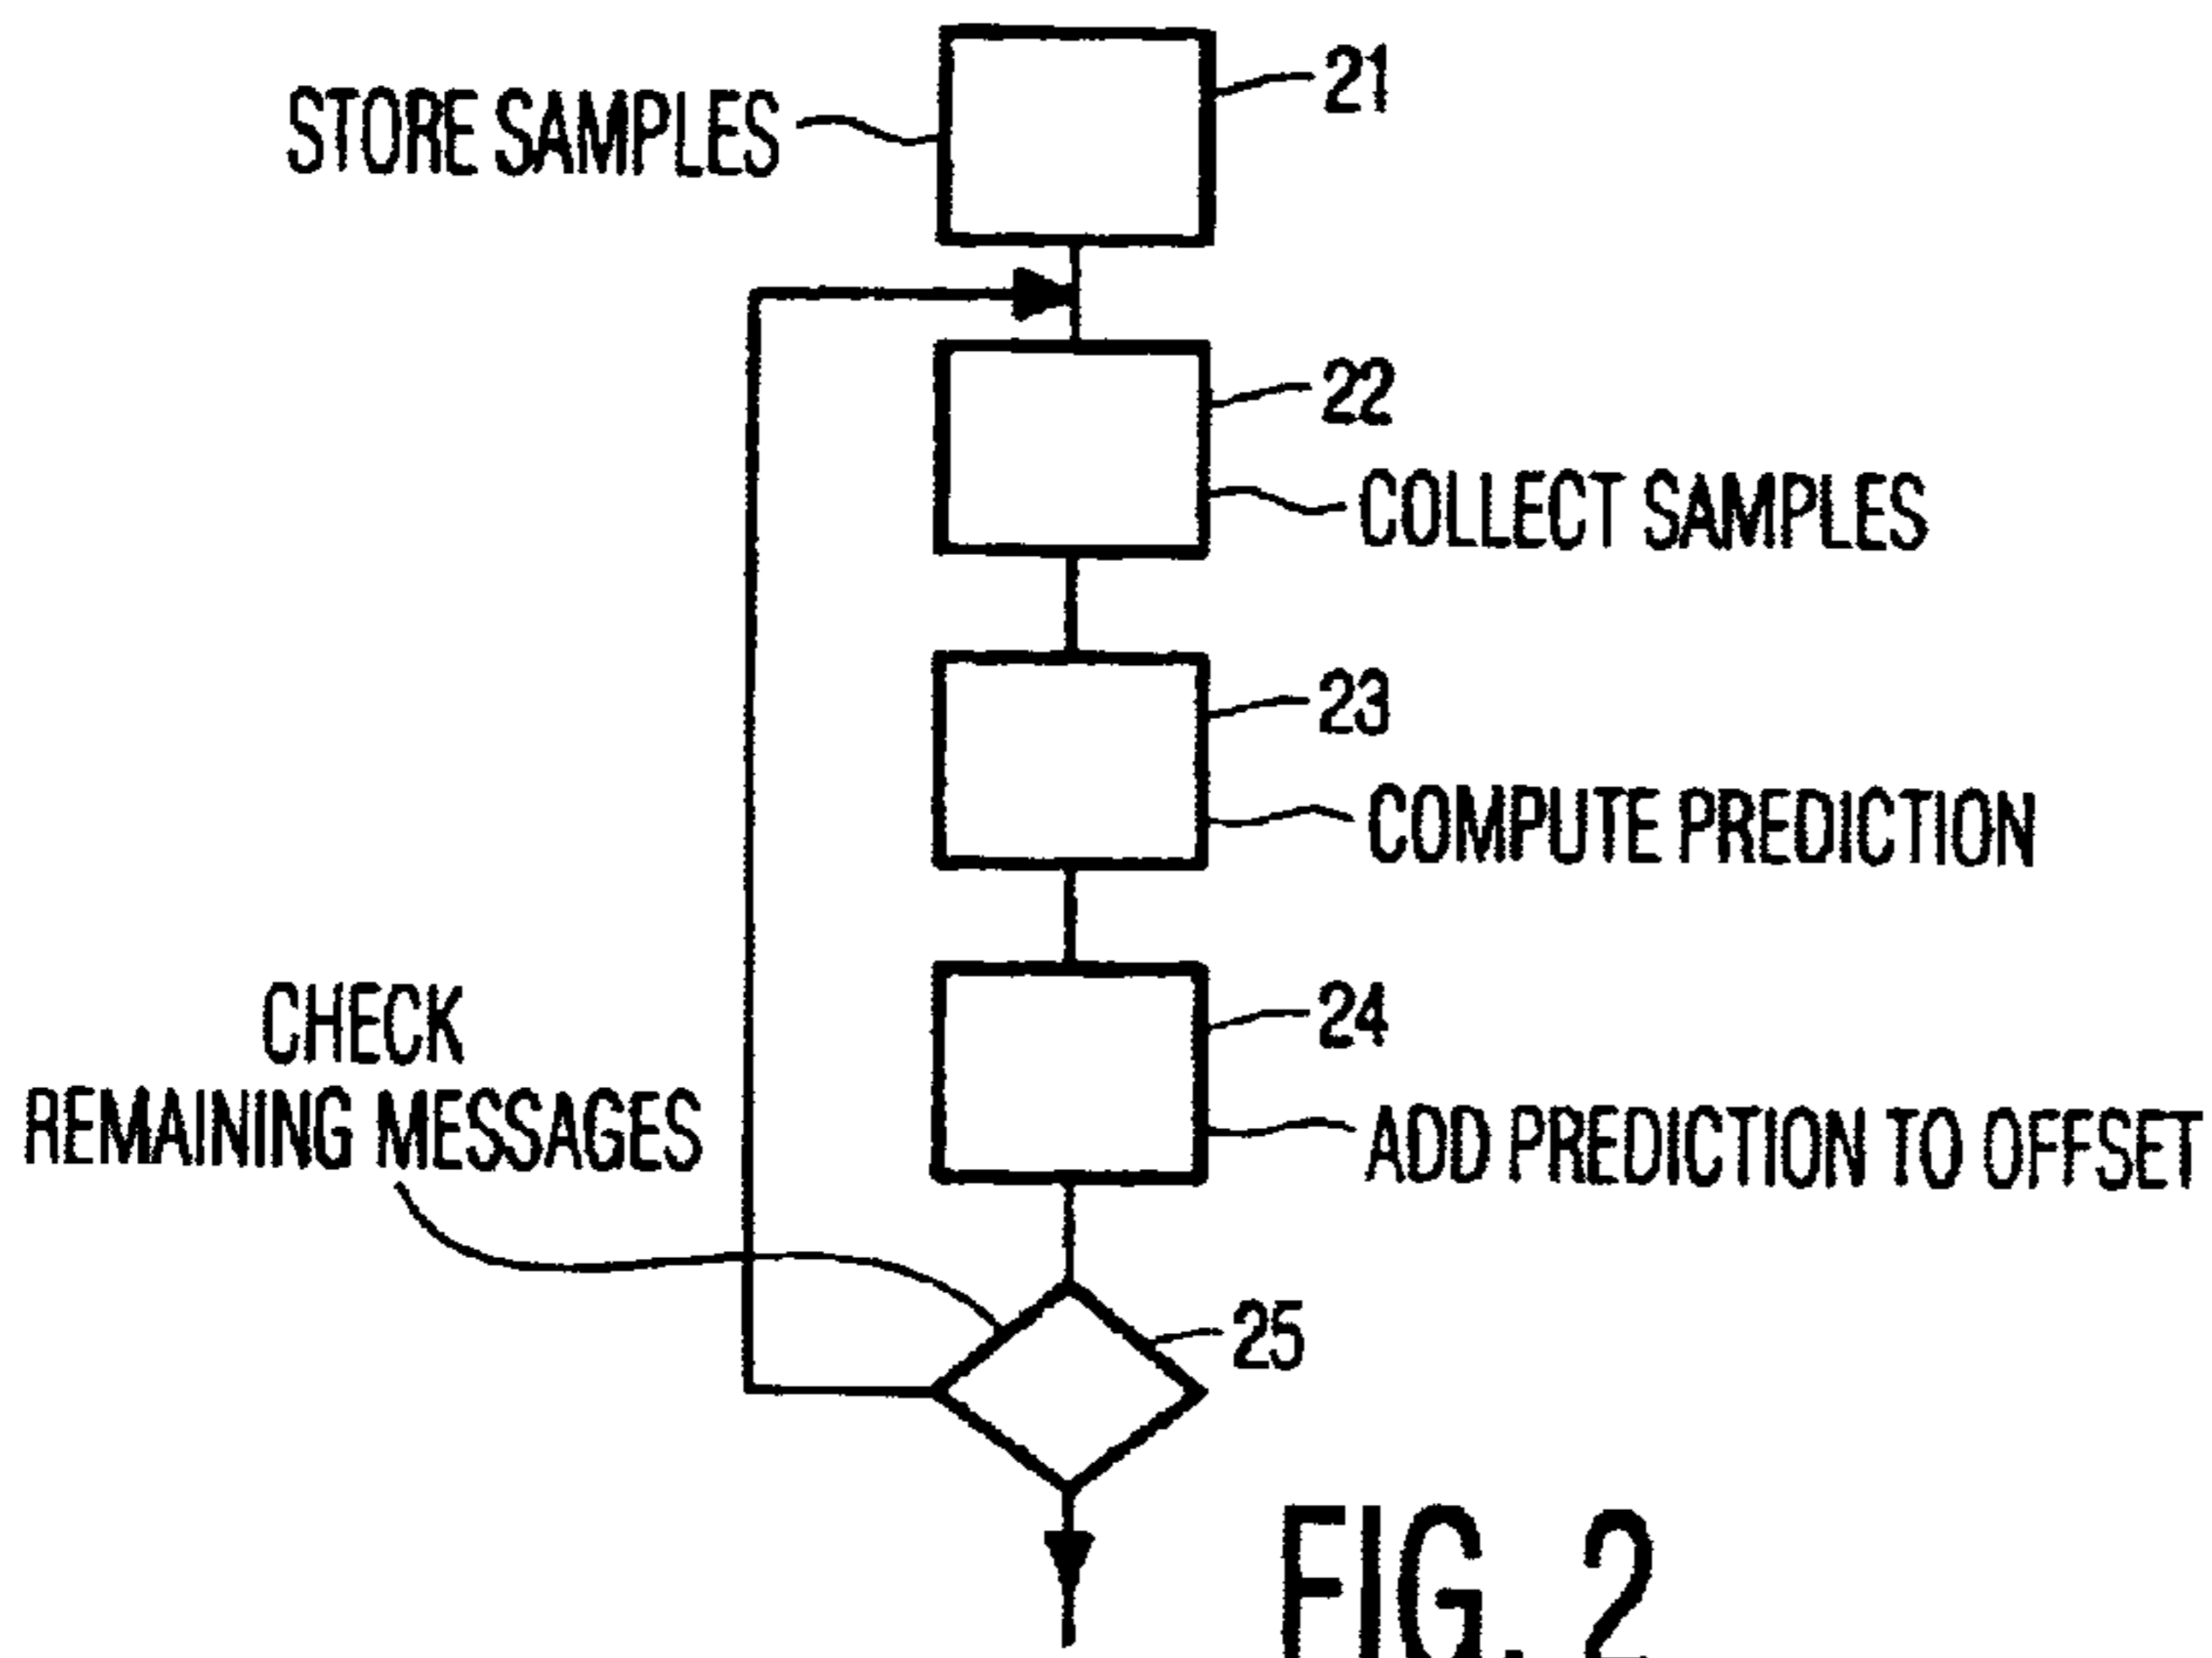 21
STORE SAMPLES
22
COLLECT SAMPLES
23
COMPUTE PREDICTION
24
CHECK
REMAINING MESSAGES
ADD PREDICTION TO OFFSET
25
FIG. 2